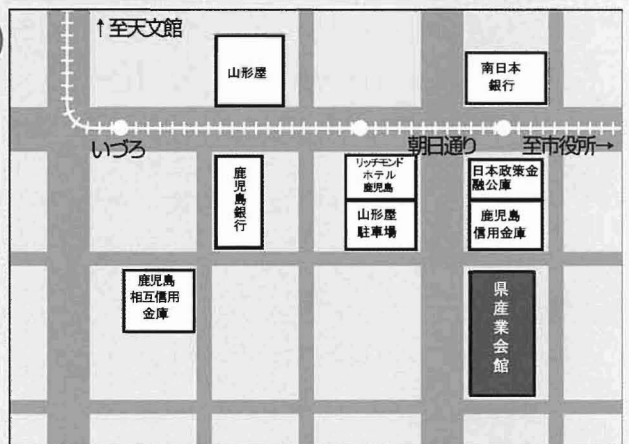 ↑至天文館
山形屋
南日本
銀行
いづろ
朝日通り
至市役所→
鹿児島銀行
リッチモンド
ホテル
鹿児島
山形屋
駐車場
日本政策金
融公庫
鹿児島
信用金庫
鹿児島
相互信用
金庫
県産業会館